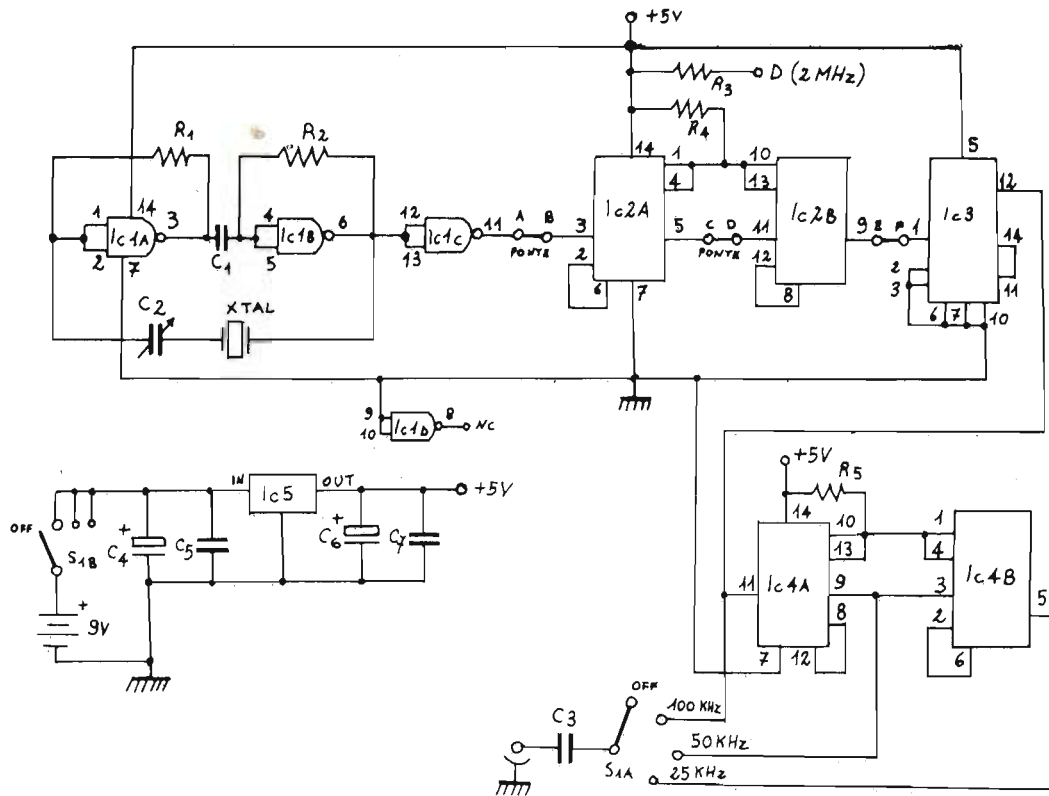 +5V
R3
D (2 MHz)
R4
R1
R2
1
14
Ic1A
3
2
7
C1
4
Ic1B
6
5
12
Ic1C
11
13
A
B
PONTE
3
14
Ic2A
1
4
5
2
6
7
C
D
PONTE
10
13
Ic2B
11
12
8
9
E
F
1
5
12
Ic3
14
11
2
3
6
7
10
C2
XTAL
9
10
Ic1D
8
NC
IN
Ic5
OUT
+5V
OFF
S1B
+
C4
C5
+
C6
C7
+
9V
+5V
R5
14
10
13
Ic4A
11
9
8
7
12
1
4
Ic4B
3
2
6
5
OFF
C3
S1A
100 KHz
50 KHz
25 KHz